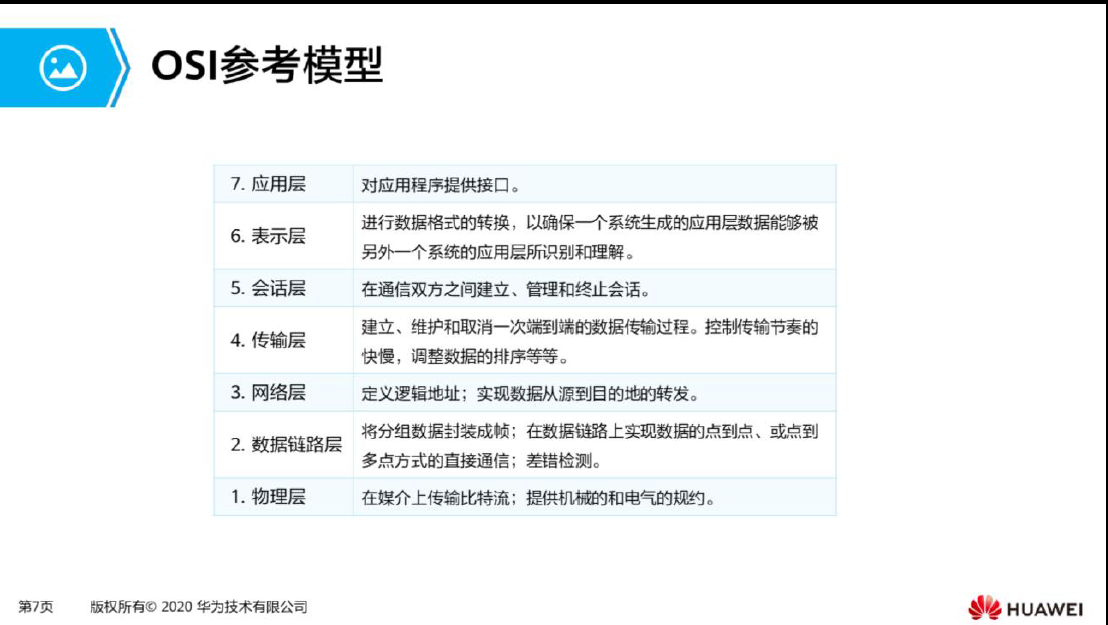 OSI参考模型
7. 应用层
对应用程序提供接口。
6. 表示层
进行数据格式的转换，以确保一个系统生成的应用层数据能够被
另外一个系统的应用层所识别和理解。
5. 会话层
在通信双方之间建立、管理和终止会话。
4. 传输层
建立、维护和取消一次端到端的数据传输过程。控制传输节奏的
快慢，调整数据的排序等等。
3. 网络层
定义逻辑地址；实现数据从源到目的地的转发。
2. 数据链路层
将分组数据封装成帧；在数据链路上实现数据的点到点、或点到
多点方式的直接通信；差错检测。
1. 物理层
在媒介上传输比特流；提供机械的和电气的规约。
第7页 版权所有© 2020 华为技术有限公司
HUAWEI